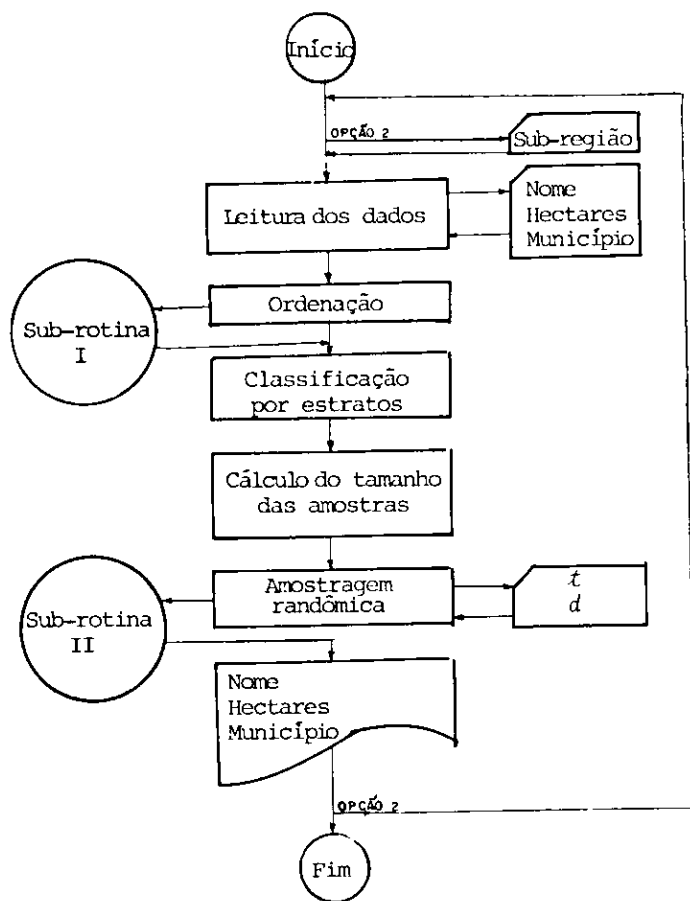 Início
OPÇÃO 2
Sub-região
Leitura dos dados
Nome
Hectares
Município
Ordenação
Sub-rotina
I
Classificação
por estratos
Cálculo do tamanho
das amostras
Amostragem
randômica
t
d
Sub-rotina
II
Nome
Hectares
Município
OPÇÃO 2
Fim